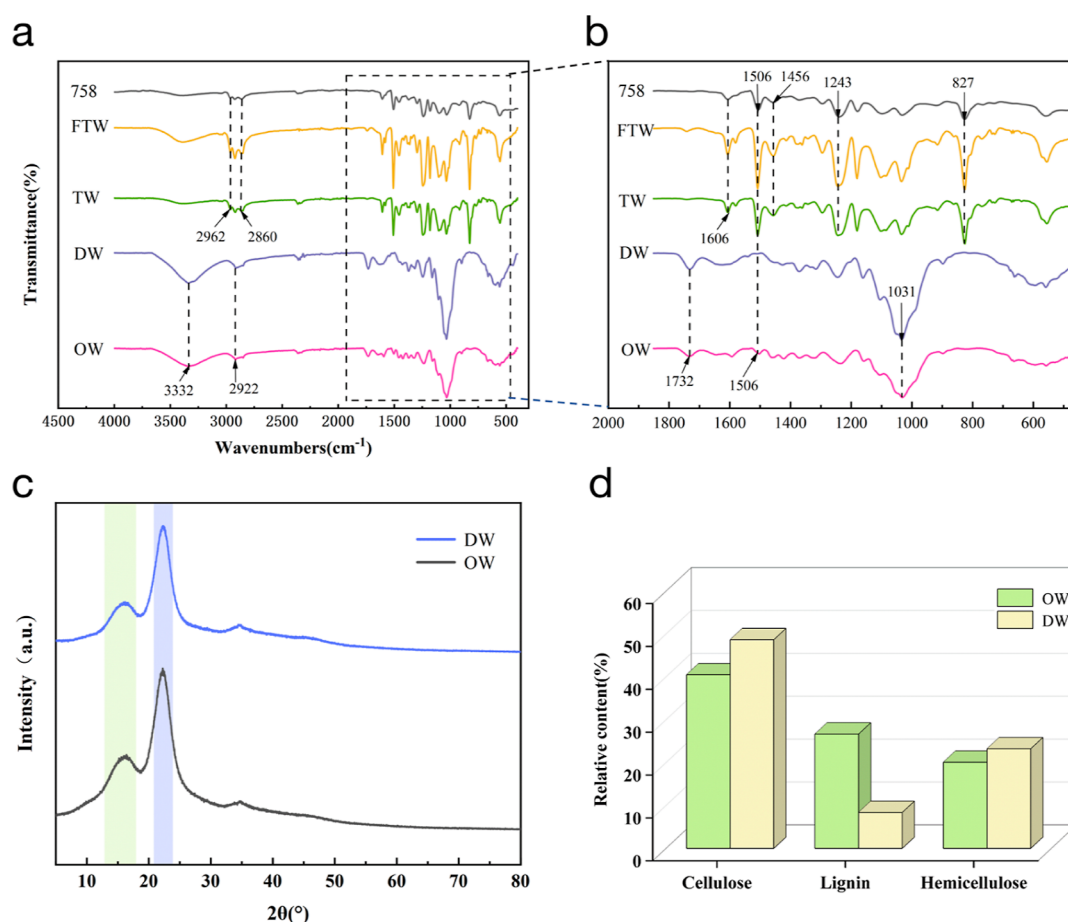 a
758
FTW
TW
DW
OW
2962
2860
3332
2922
Transmittance(%)
4500 4000 3500 3000 2500 2000 1500 1000 500
Wavenumbers(cm⁻¹)
b
758
FTW
TW
DW
OW
1506
1456
1243
827
1606
1031
1732
1506
2000 1800 1600 1400 1200 1000 800 600
c
DW
OW
Intensity（a.u.)
10 20 30 40 50 60 70 80
2θ(°)
d
OW
DW
Relative content(%)
60
50
40
30
20
10
0
Cellulose Lignin Hemicellulose